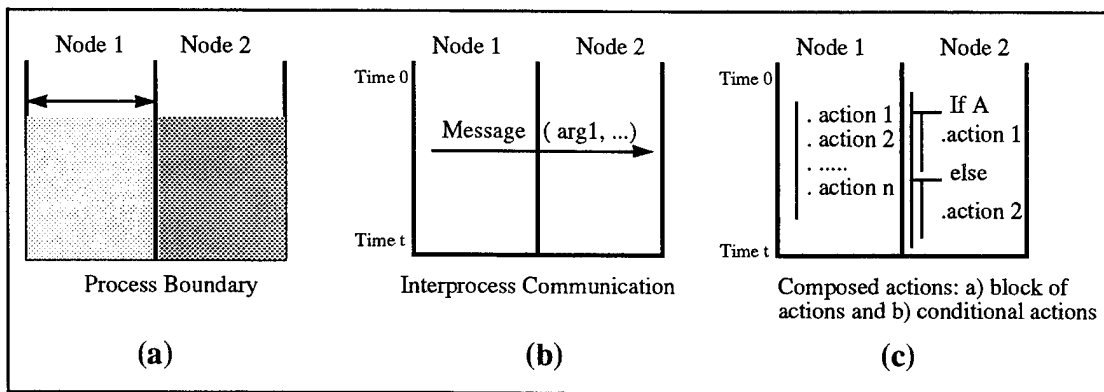 Node 1 Node 2
Process Boundary
(a)
Node 1 Node 2
Time 0
Message ( arg1, ...)
Time t
Interprocess Communication
(b)
Node 1 Node 2
Time 0
. action 1
. action 2
. .....
. action n
If A
.action 1
else
.action 2
Time t
Composed actions: a) block of
actions and b) conditional actions
(c)